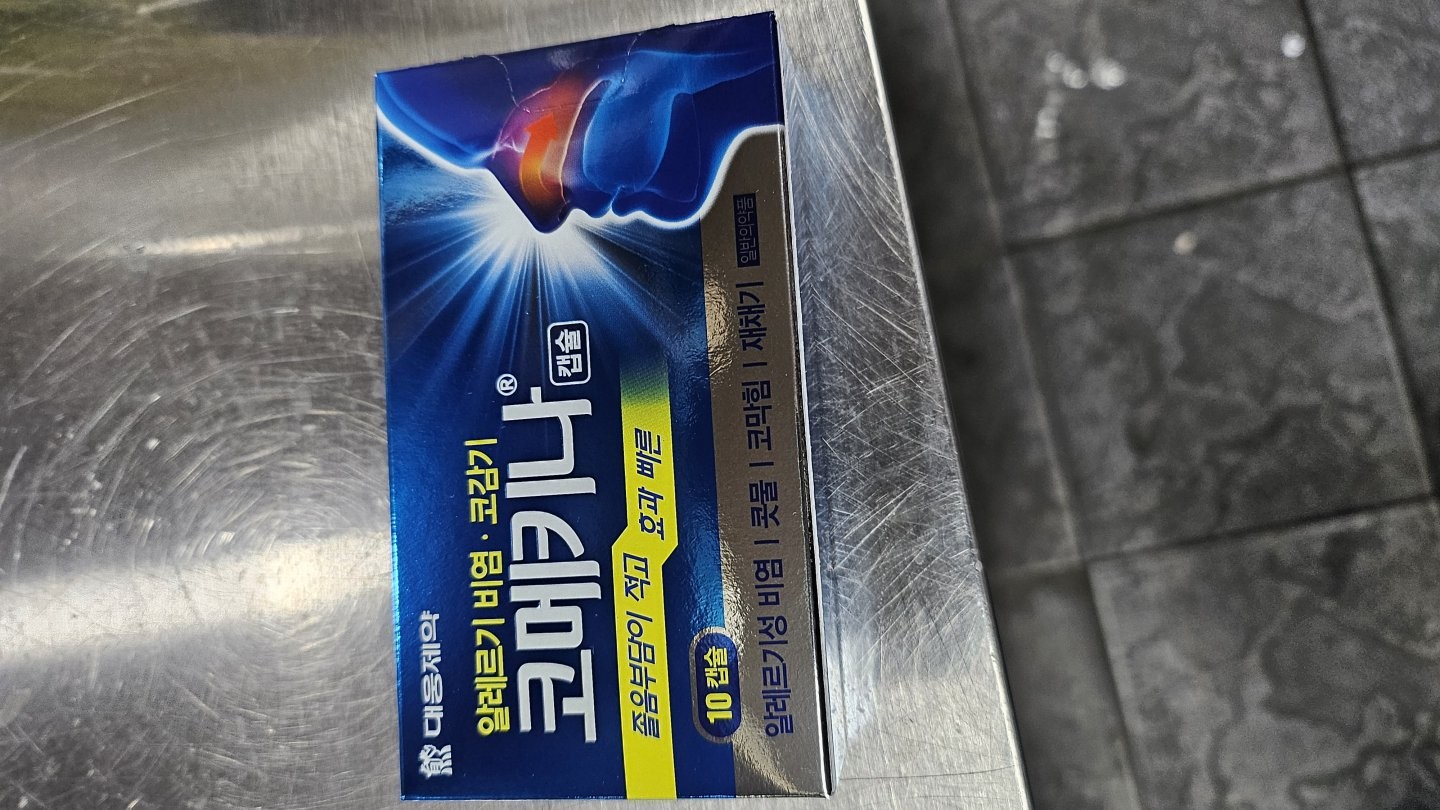 대웅제약
알레르기 비염 · 코감기
코메키나® 캡슐
졸음부담이 적고 효과 빠른
10 캡슐
알레르기성 비염 | 콧물 | 코막힘 | 재채기 일반의약품